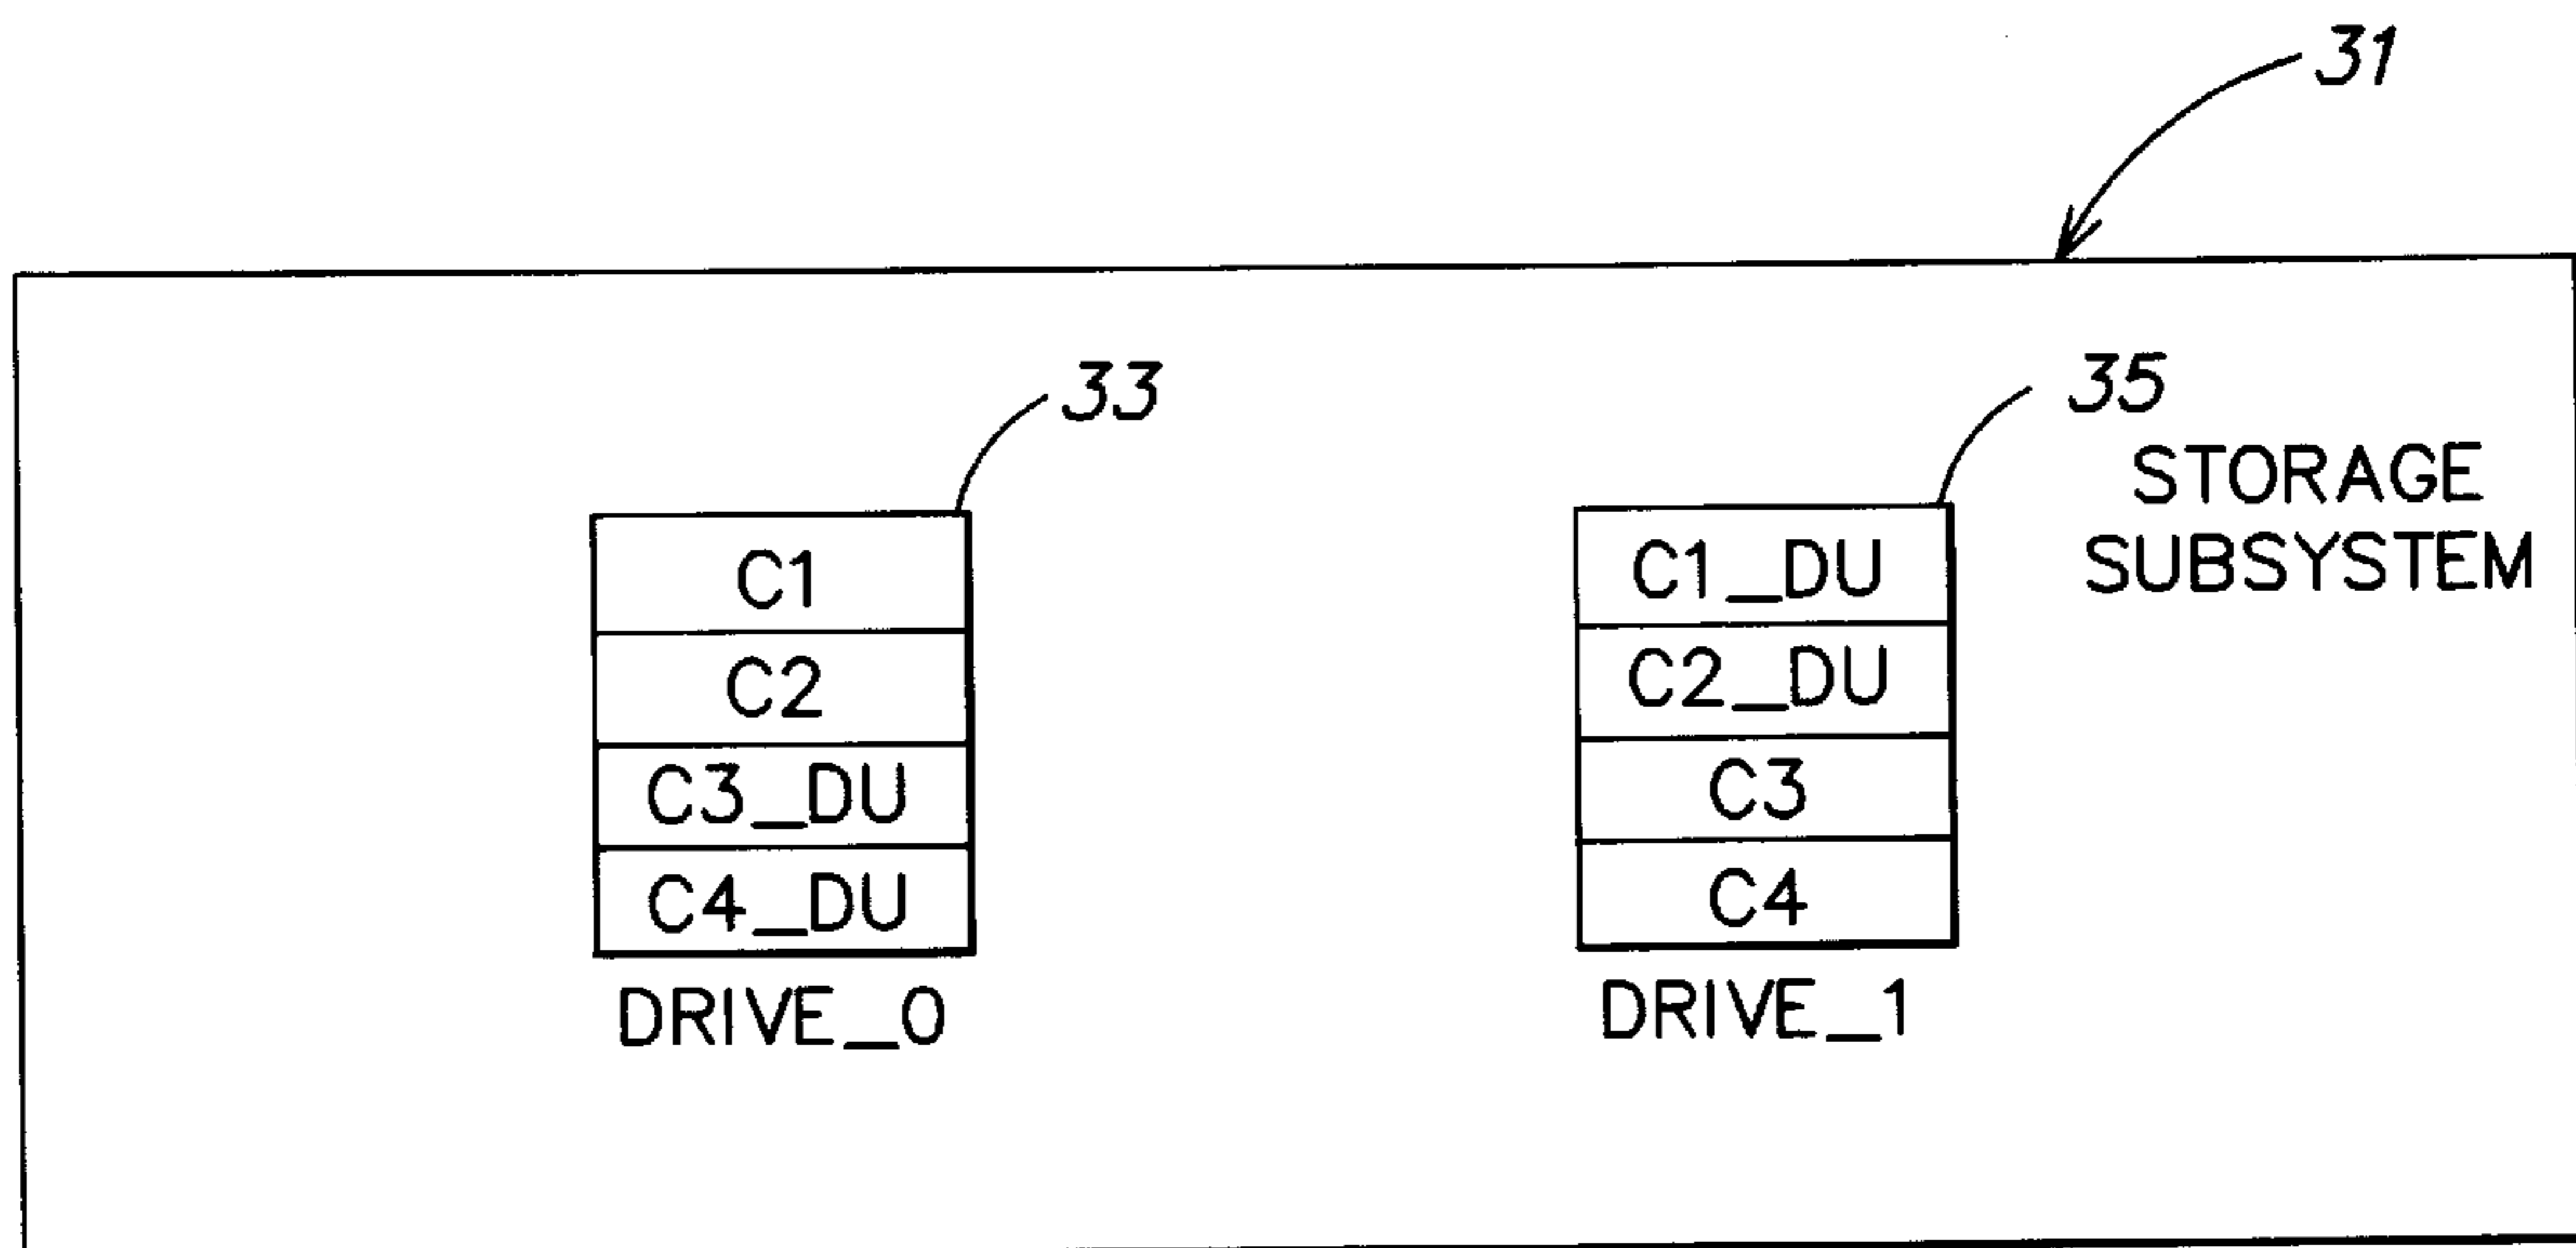 31
33
35
STORAGE
SUBSYSTEM
C1
C2
C3_DU
C4_DU
DRIVE_0
C1_DU
C2_DU
C3
C4
DRIVE_1